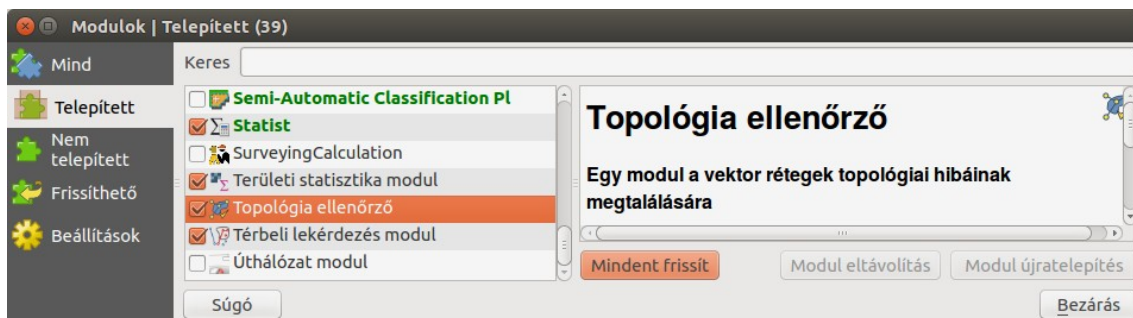 Modulok | Telepített (39)
Mind
Telepített
Nem
telepített
Frissíthető
Beállítások
Keres
Semi-Automatic Classification Pl
Statist
SurveyingCalculation
Területi statisztika modul
Topológia ellenőrző
Térbeli lekérdezés modul
Úthálózat modul
Topológia ellenőrző
Egy modul a vektor rétegek topológiai hibáinak
megtalálására
Mindent frissít
Modul eltávolítás
Modul újratelepítés
Súgó
Bezárás